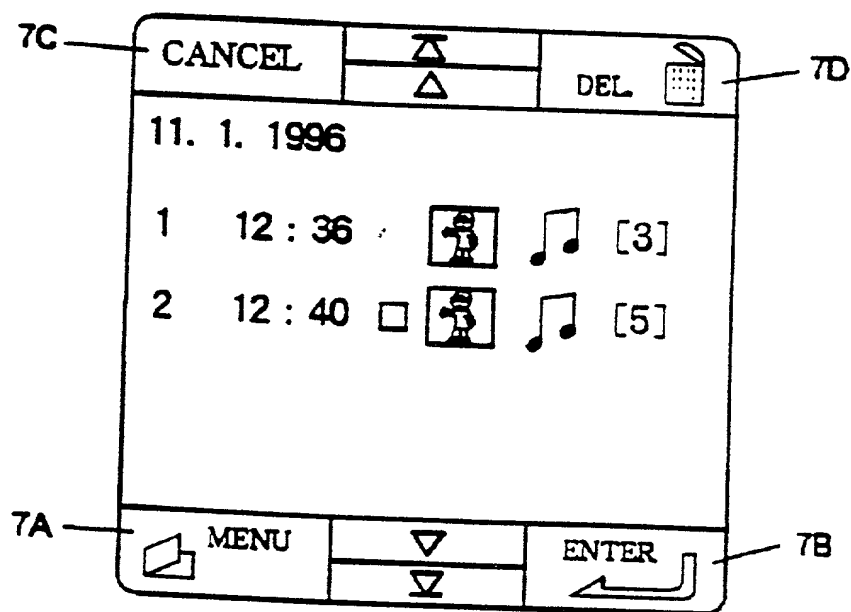 7C CANCEL DEL. 7D
11. 1. 1996
1 12 : 36 [3]
2 12 : 40 [5]
7A MENU ENTER 7B